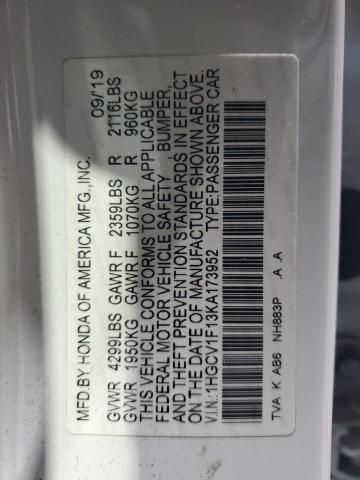 MFD.BY HONDA OF AMERICA MFG.,INC. 09/'19
GVWR 4299LBS GAWR F 2359LBS R 2116LBS
GVWR 1950KG GAWR F 1070KG R 960KG
THIS VEHICLE CONFORMS TO ALL APPLICABLE
FEDERAL MOTOR VEHICLE SAFETY , BUMPER,
AND THEFT PREVENTION STANDARDS IN EFFECT
ON THE DATE OF MANUFACTURE SHOWN ABOVE.
V.I.N.:1HGCV1F13KA173952 TYPE:PASSENGER CAR
TVA K AB6 NH883P .A .A